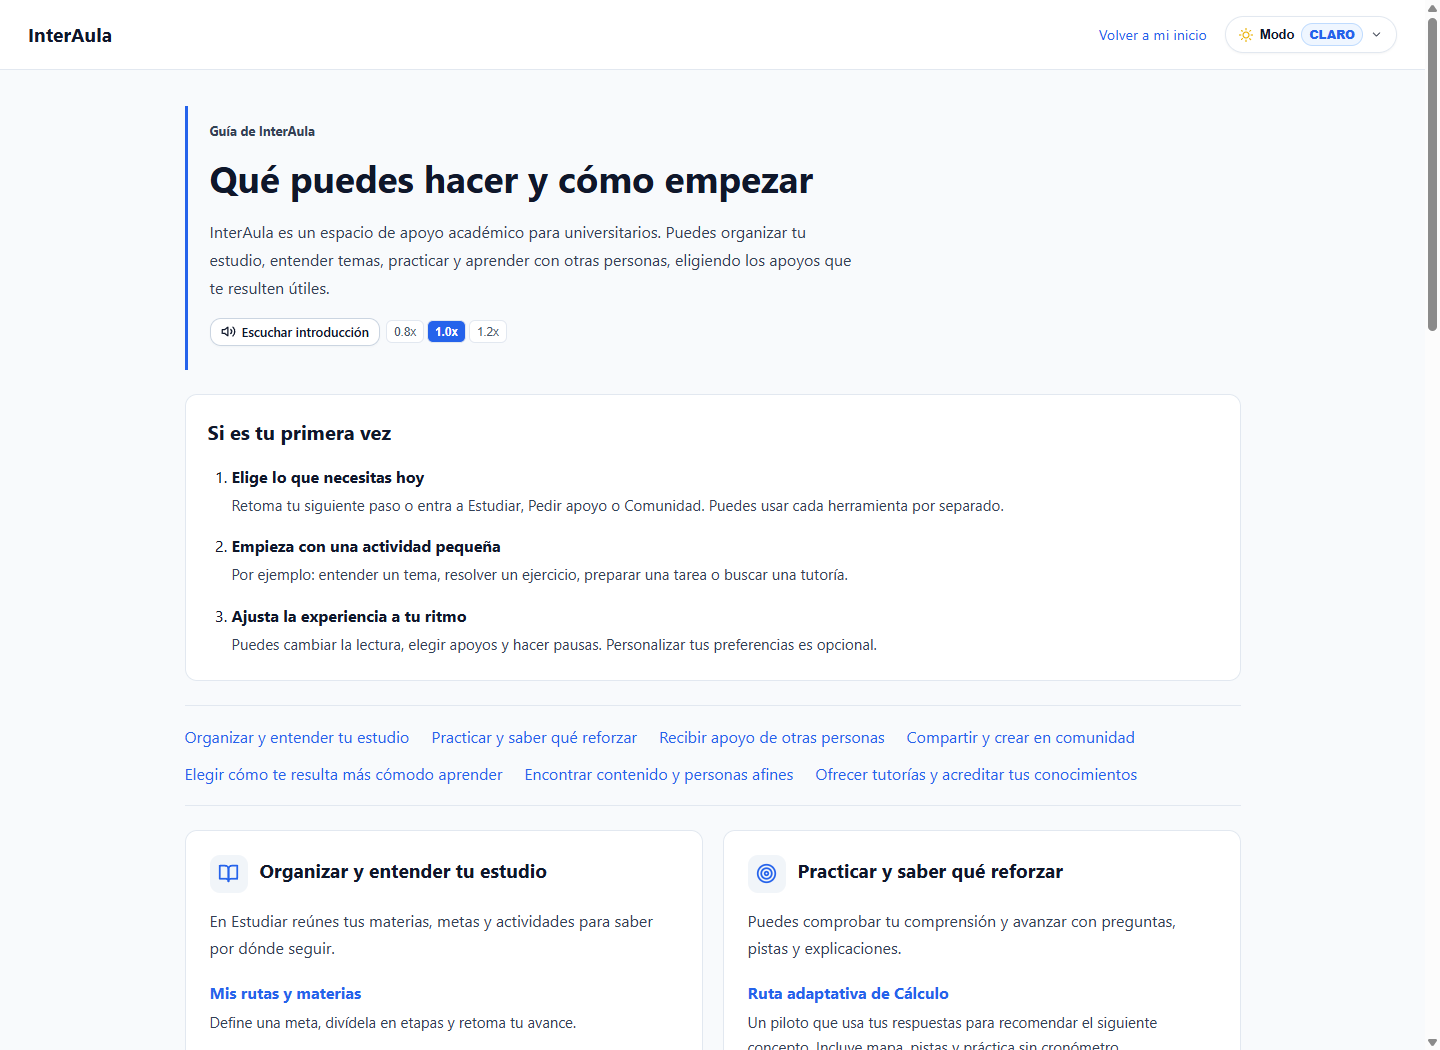 InterAula
Volver a mi inicio
Modo CLARO
Guía de InterAula
Qué puedes hacer y cómo empezar
InterAula es un espacio de apoyo académico para universitarios. Puedes organizar tu
estudio, entender temas, practicar y aprender con otras personas, eligiendo los apoyos que
te resulten útiles.
Escuchar introducción 0.8x 1.0x 1.2x
Si es tu primera vez
1. Elige lo que necesitas hoy
Retoma tu siguiente paso o entra a Estudiar, Pedir apoyo o Comunidad. Puedes usar cada herramienta por separado.
2. Empieza con una actividad pequeña
Por ejemplo: entender un tema, resolver un ejercicio, preparar una tarea o buscar una tutoría.
3. Ajusta la experiencia a tu ritmo
Puedes cambiar la lectura, elegir apoyos y hacer pausas. Personalizar tus preferencias es opcional.
Organizar y entender tu estudio Practicar y saber qué reforzar Recibir apoyo de otras personas Compartir y crear en comunidad
Elegir cómo te resulta más cómodo aprender Encontrar contenido y personas afines Ofrecer tutorías y acreditar tus conocimientos
Organizar y entender tu estudio
En Estudiar reúnes tus materias, metas y actividades para saber
por dónde seguir.
Mis rutas y materias
Define una meta, divídela en etapas y retoma tu avance.
Practicar y saber qué reforzar
Puedes comprobar tu comprensión y avanzar con preguntas,
pistas y explicaciones.
Ruta adaptativa de Cálculo
Un piloto que usa tus respuestas para recomendar el siguiente
concepto. Incluye mapa, pistas y práctica sin cronómetro.